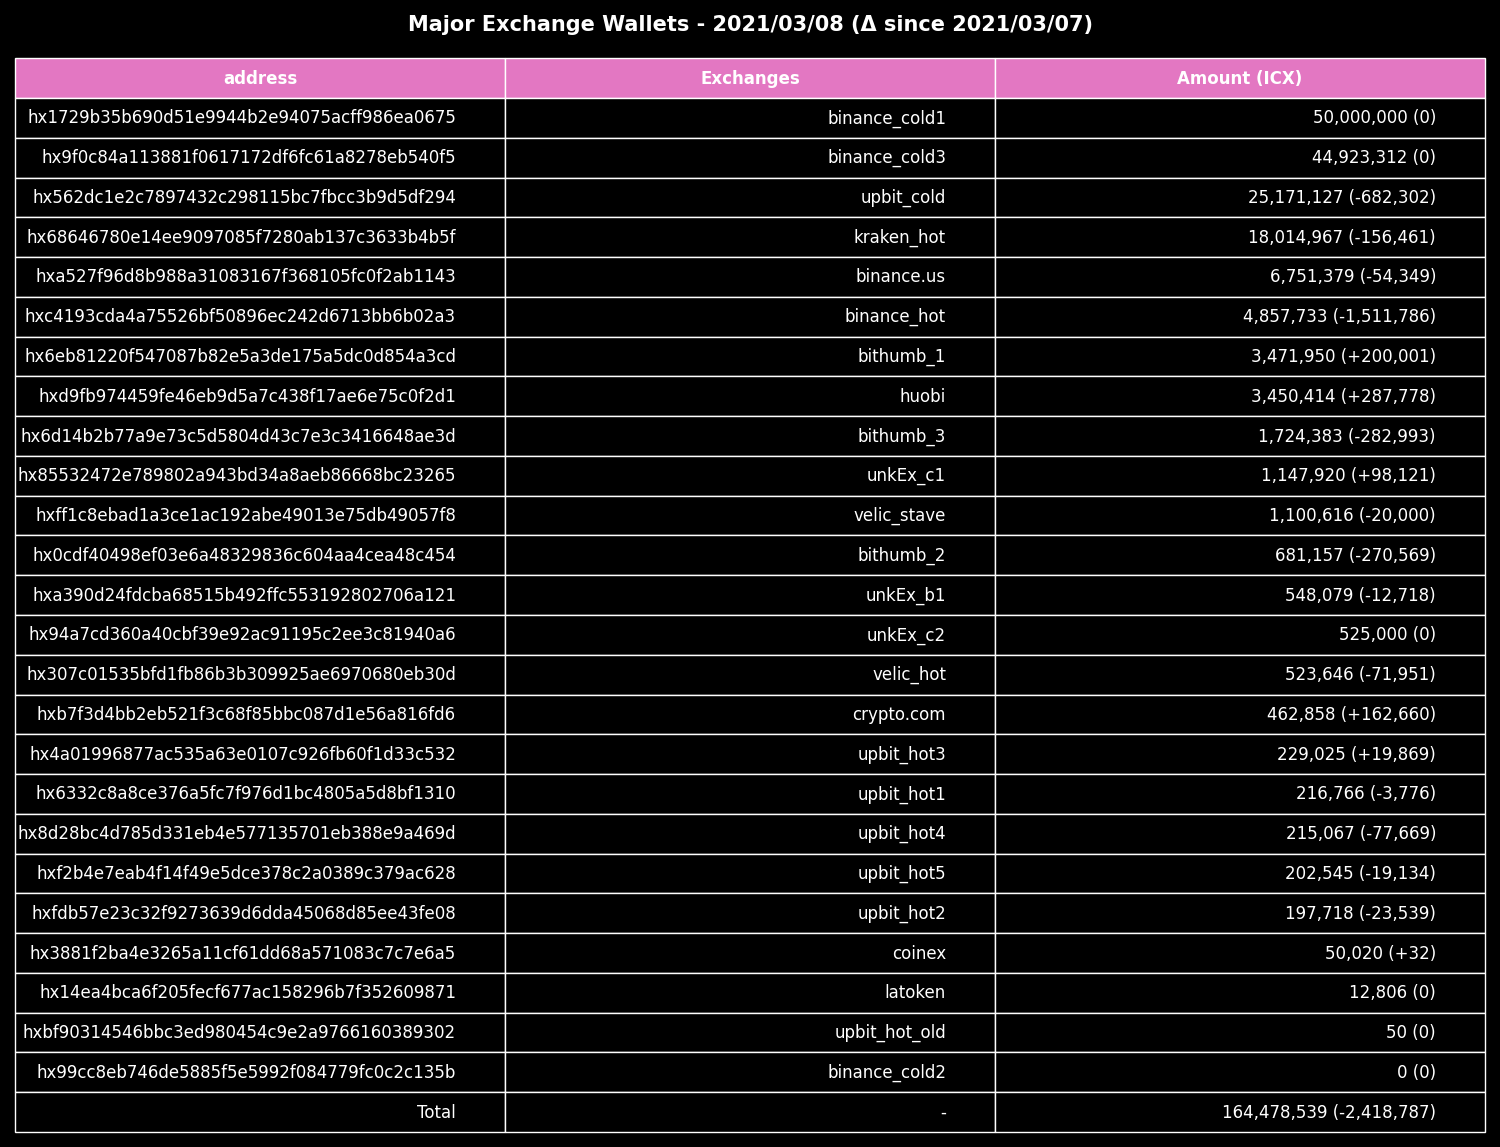 Major Exchange Wallets - 2021/03/08 (Δ since 2021/03/07)
address Exchanges Amount (ICX)
hx1729b35b690d51e9944b2e94075acff986ea0675 binance_cold1 50,000,000 (0)
hx9f0c84a113881f0617172df6fc61a8278eb540f5 binance_cold3 44,923,312 (0)
hx562dc1e2c7897432c298115bc7fbcc3b9d5df294 upbit_cold 25,171,127 (-682,302)
hx68646780e14ee9097085f7280ab137c3633b4b5f kraken_hot 18,014,967 (-156,461)
hxa527f96d8b988a31083167f368105fc0f2ab1143 binance.us 6,751,379 (-54,349)
hxc4193cda4a75526bf50896ec242d6713bb6b02a3 binance_hot 4,857,733 (-1,511,786)
hx6eb81220f547087b82e5a3de175a5dc0d854a3cd bithumb_1 3,471,950 (+200,001)
hxd9fb974459fe46eb9d5a7c438f17ae6e75c0f2d1 huobi 3,450,414 (+287,778)
hx6d14b2b77a9e73c5d5804d43c7e3c3416648ae3d bithumb_3 1,724,383 (-282,993)
hx85532472e789802a943bd34a8aeb86668bc23265 unkEx_c1 1,147,920 (+98,121)
hxff1c8ebad1a3ce1ac192abe49013e75db49057f8 velic_stave 1,100,616 (-20,000)
hx0cdf40498ef03e6a48329836c604aa4cea48c454 bithumb_2 681,157 (-270,569)
hxa390d24fdcba68515b492ffc553192802706a121 unkEx_b1 548,079 (-12,718)
hx94a7cd360a40cbf39e92ac91195c2ee3c81940a6 unkEx_c2 525,000 (0)
hx307c01535bfd1fb86b3b309925ae6970680eb30d velic_hot 523,646 (-71,951)
hxb7f3d4bb2eb521f3c68f85bbc087d1e56a816fd6 crypto.com 462,858 (+162,660)
hx4a01996877ac535a63e0107c926fb60f1d33c532 upbit_hot3 229,025 (+19,869)
hx6332c8a8ce376a5fc7f976d1bc4805a5d8bf1310 upbit_hot1 216,766 (-3,776)
hx8d28bc4d785d331eb4e577135701eb388e9a469d upbit_hot4 215,067 (-77,669)
hxf2b4e7eab4f14f49e5dce378c2a0389c379ac628 upbit_hot5 202,545 (-19,134)
hxfdb57e23c32f9273639d6dda45068d85ee43fe08 upbit_hot2 197,718 (-23,539)
hx3881f2ba4e3265a11cf61dd68a571083c7c7e6a5 coinex 50,020 (+32)
hx14ea4bca6f205fecf677ac158296b7f352609871 latoken 12,806 (0)
hxbf90314546bbc3ed980454c9e2a9766160389302 upbit_hot_old 50 (0)
hx99cc8eb746de5885f5e5992f084779fc0c2c135b binance_cold2 0 (0)
Total - 164,478,539 (-2,418,787)